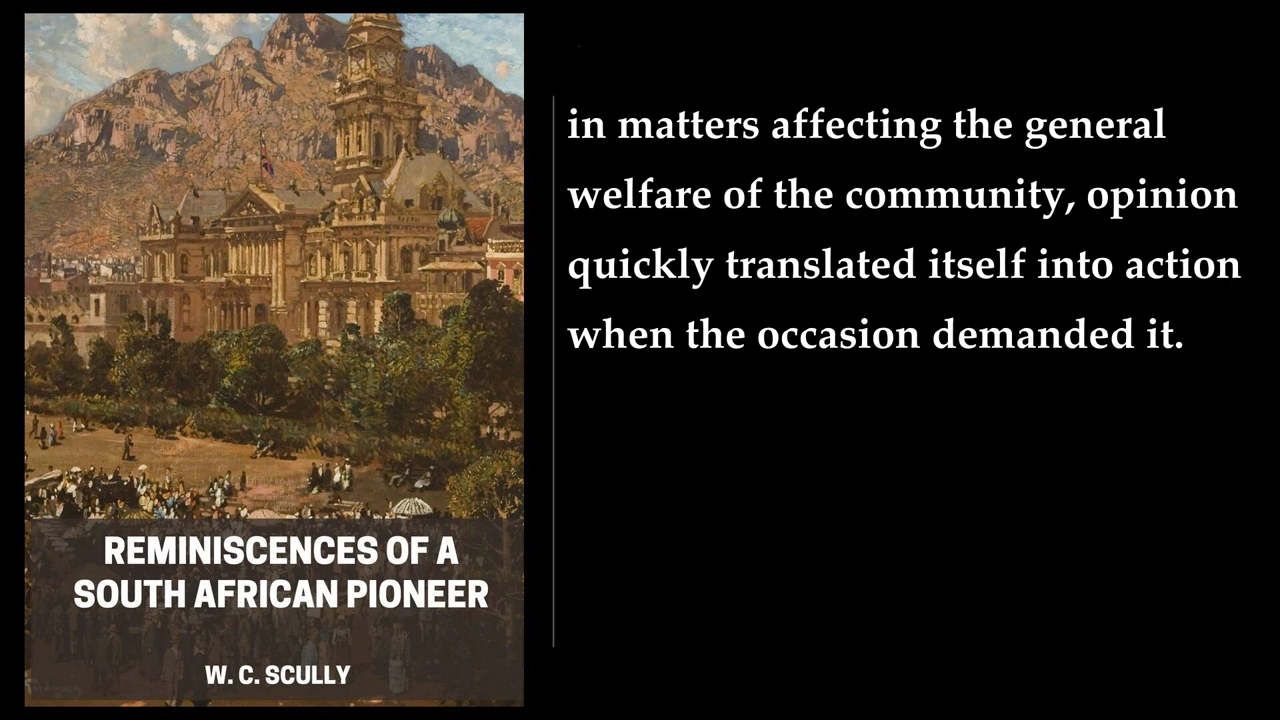 in matters affecting the general
welfare of the community, opinion
quickly translated itself into action
when the occasion demanded it.
REMINISCENCES OF A
SOUTH AFRICAN PIONEER
W. C. SCULLY